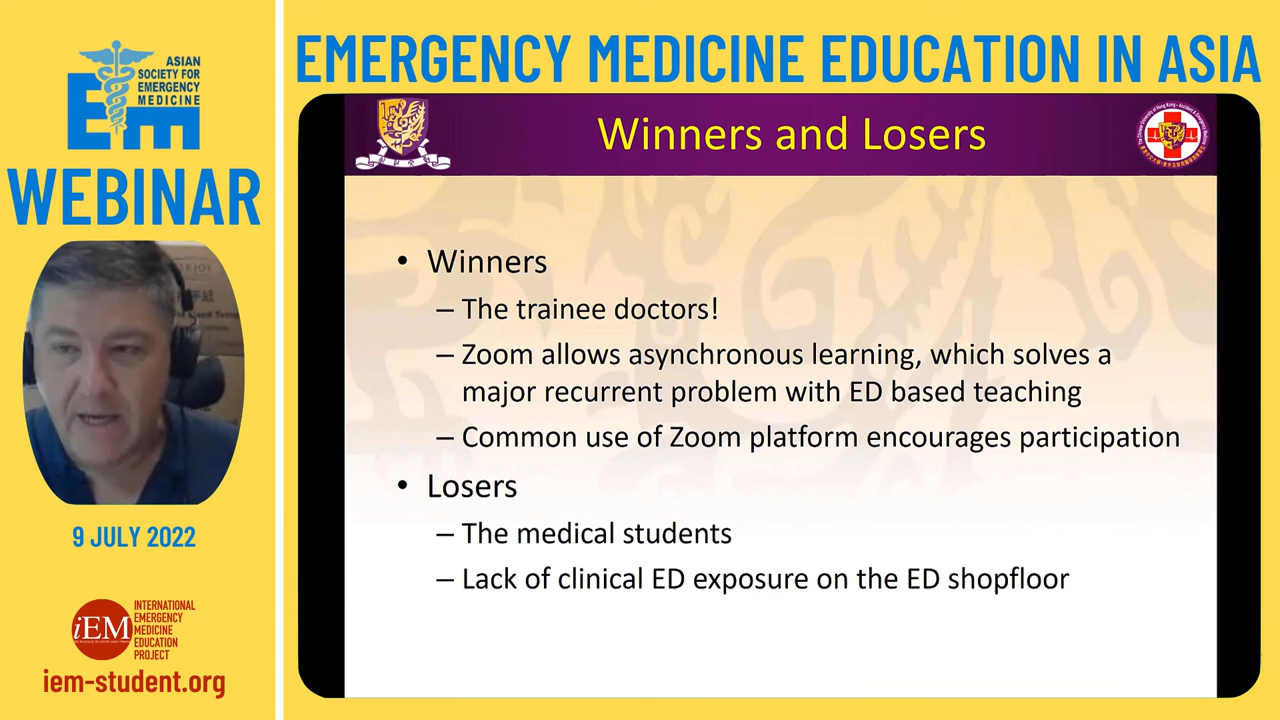 ASIAN
SOCIETY FOR
EMERGENCY
MEDICINE
EM
WEBINAR
9 JULY 2022
iEM
INTERNATIONAL
EMERGENCY
MEDICINE
EDUCATION
PROJECT
iem-student.org
EMERGENCY MEDICINE EDUCATION IN ASIA
Winners and Losers
• Winners
– The trainee doctors!
– Zoom allows asynchronous learning, which solves a
major recurrent problem with ED based teaching
– Common use of Zoom platform encourages participation
• Losers
– The medical students
– Lack of clinical ED exposure on the ED shopfloor